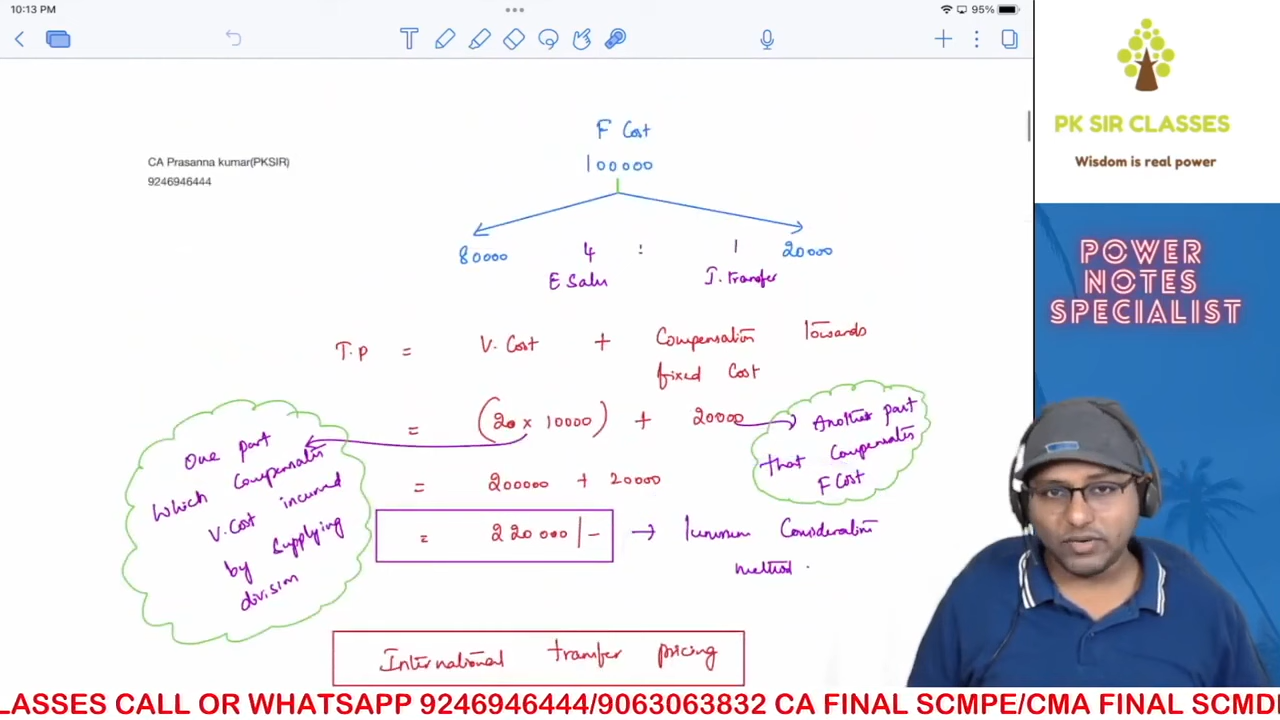 10:13 PM
95%
T
CA Prasanna kumar(PKSIR)
9246946444
F Cost
100000
80000 4 : 1 20000
E Sales I. transfer
T.P = V. Cost + Compensation towards
fixed Cost
= (20 × 10000) + 20000
= 200000 + 20000
= 220000/- → Consideration
method.
One part
which Compensates
V. Cost incurred
by supplying
division
Another part
that Compensates
F Cost
International transfer pricing
PK SIR CLASSES
Wisdom is real power
POWER
NOTES
SPECIALIST
CLASSES CALL OR WHATSAPP 9246946444/9063063832 CA FINAL SCMPE/CMA FINAL SCMD